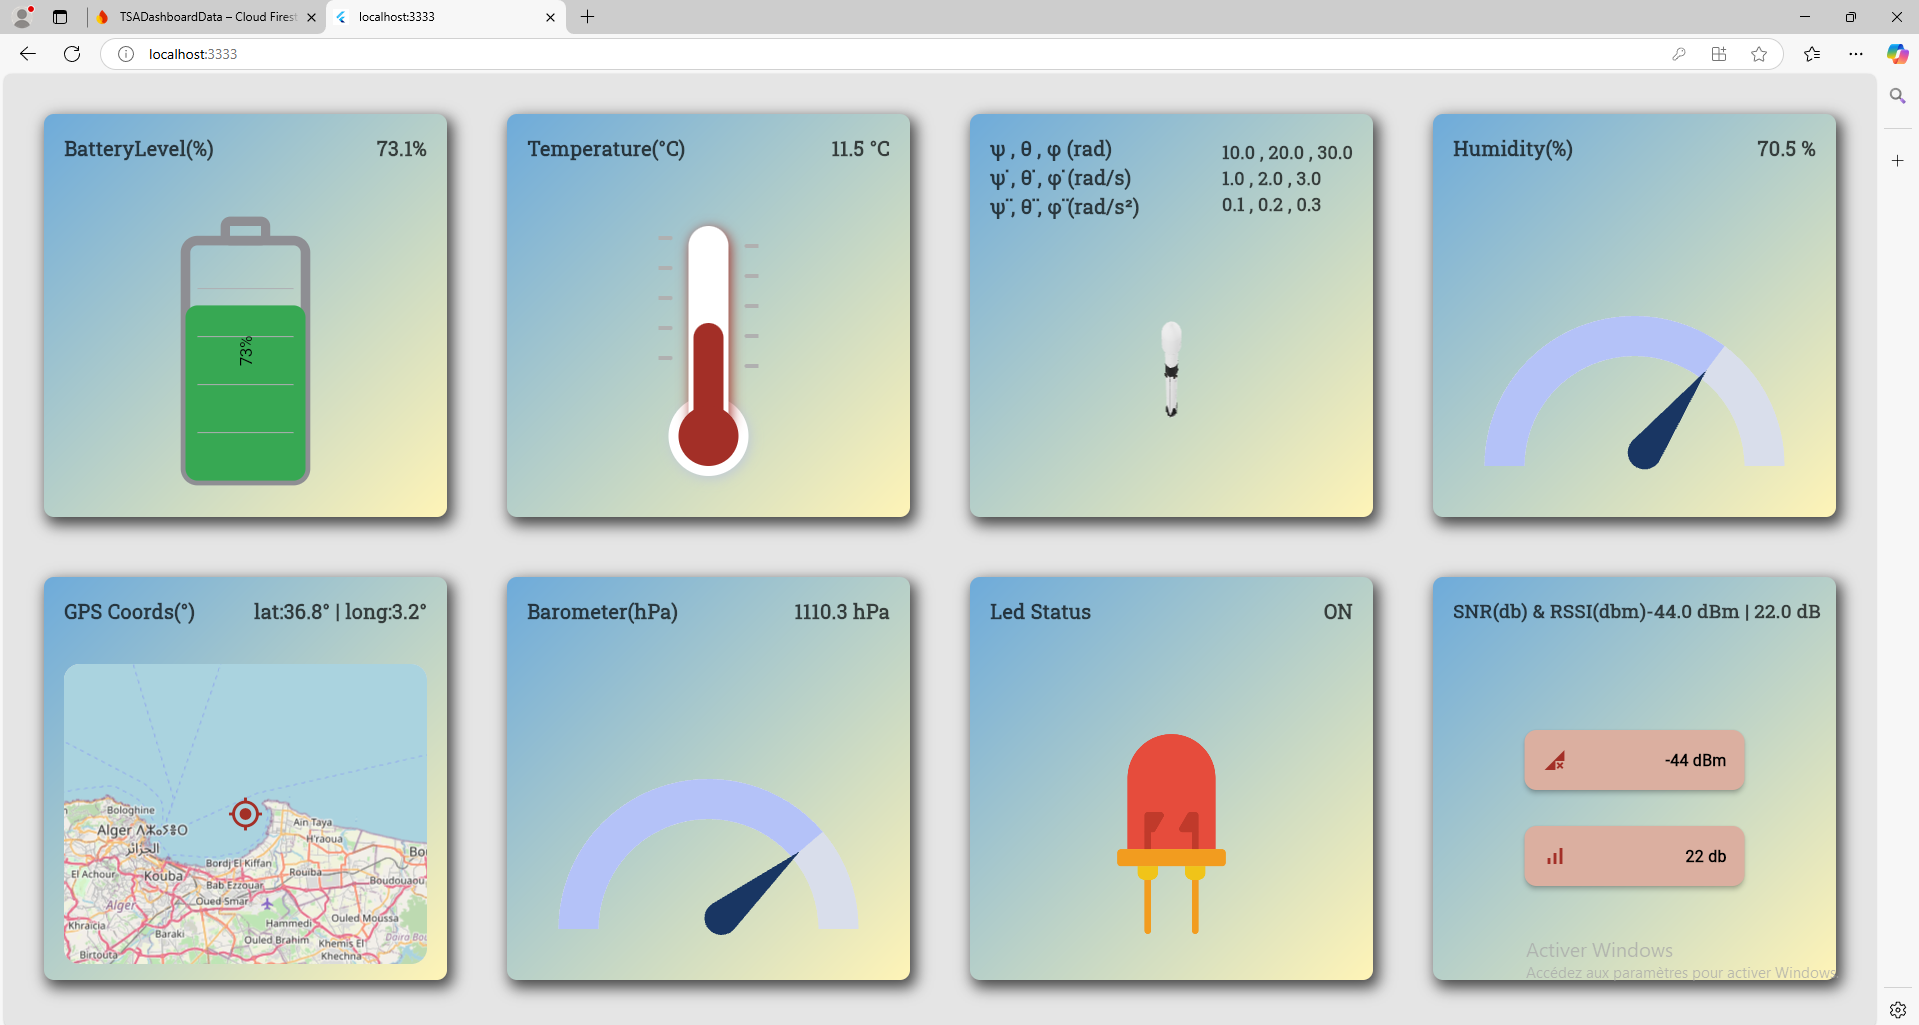 TSADashboardData – Cloud Firest
localhost:3333
localhost:3333
BatteryLevel(%) 73.1%
73%
Temperature(°C) 11.5 °C
ψ , θ , φ (rad) 10.0 , 20.0 , 30.0
ψ˙, θ˙, φ˙(rad/s) 1.0 , 2.0 , 3.0
ψ¨, θ¨, φ¨(rad/s²) 0.1 , 0.2 , 0.3
Humidity(%) 70.5 %
GPS Coords(°) lat:36.8° | long:3.2°
Bologhine
Alger ⴷⵣⴰⵢⴻⵔ
الجزائر
Ain Taya
H'raoua
Bou
El Achour
Kouba
Bordj El Kiffan
Rouiba
Boudouaou
Bab Ezzouar
Alger
Oued Smar
Khraicia
Baraki
Hammedi
Ouled Moussa
Ouled Brahim
Khemis El
Khechna
Daira Bou
Birtouta
Barometer(hPa) 1110.3 hPa
Led Status ON
SNR(db) & RSSI(dbm)-44.0 dBm | 22.0 dB
-44 dBm
22 db
Activer Windows
Accédez aux paramètres pour activer Windows